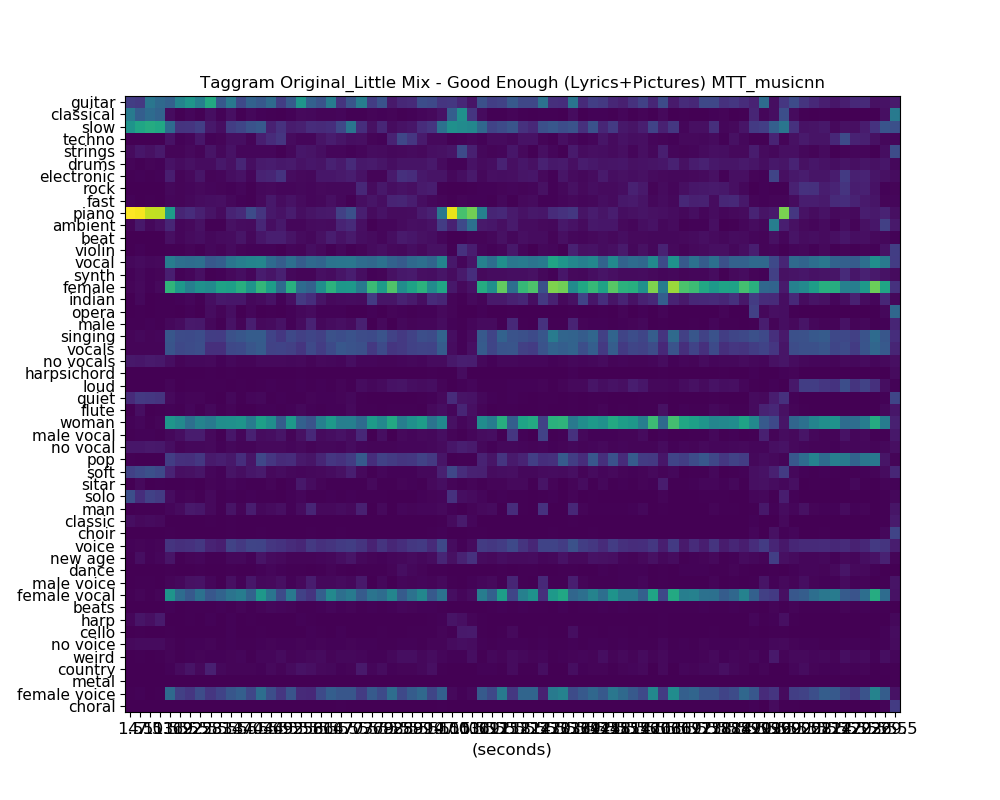 Taggram Original_Little Mix - Good Enough (Lyrics+Pictures) MTT_musicnn
guitar
classical
slow
techno
strings
drums
electronic
rock
fast
piano
ambient
beat
violin
vocal
synth
female
indian
opera
male
singing
vocals
no vocals
harpsichord
loud
quiet
flute
woman
male vocal
no vocal
pop
soft
sitar
solo
man
classic
choir
voice
new age
dance
male voice
female vocal
beats
harp
cello
no voice
weird
country
metal
female voice
choral
(seconds)